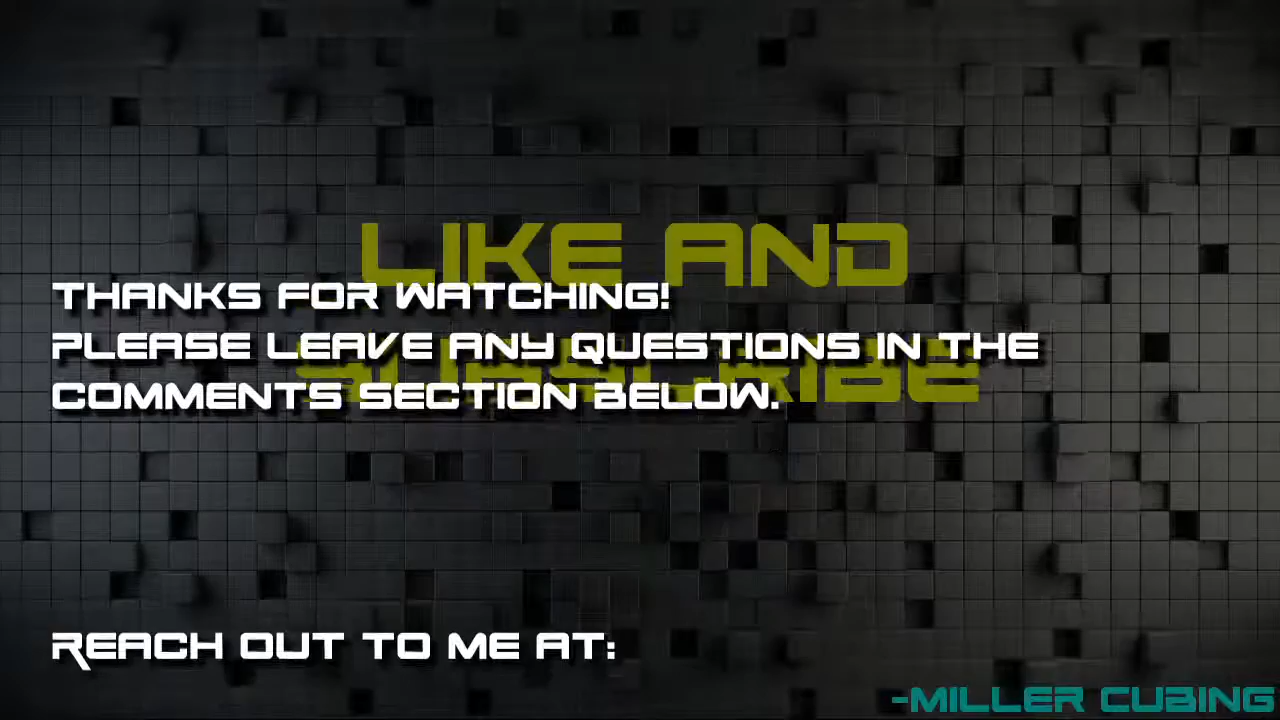 LIKE AND
SUBSCRIBE
THANKS FOR WATCHING!
PLEASE LEAVE ANY QUESTIONS IN THE
COMMENTS SECTION BELOW.
REACH OUT TO ME AT:
-MILLER CUBING